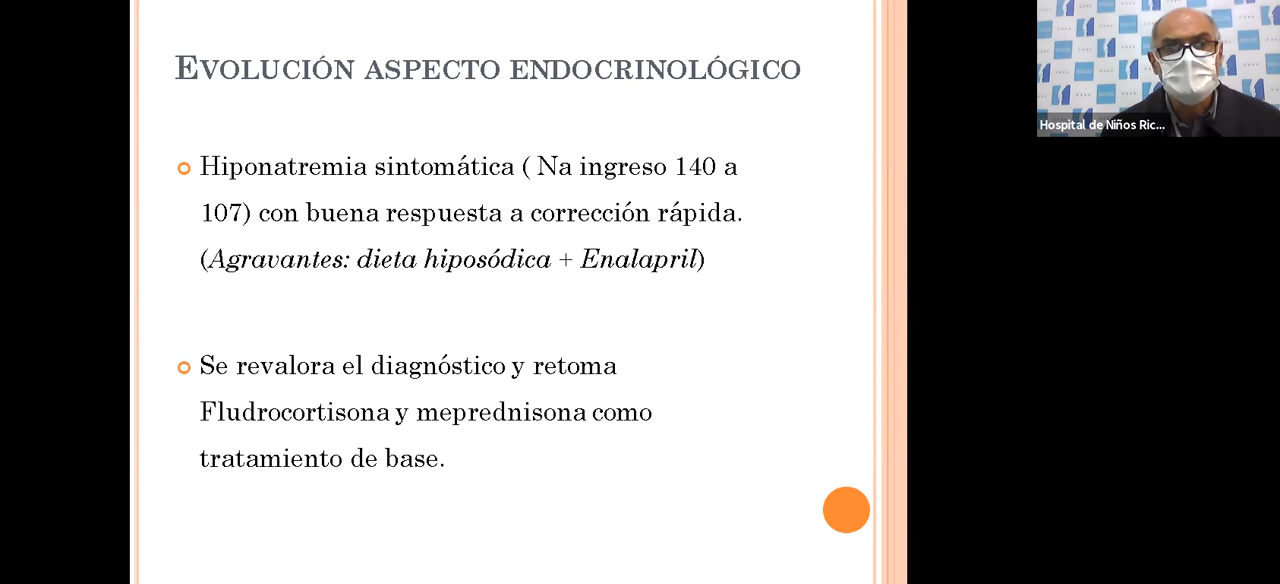 EVOLUCIÓN ASPECTO ENDOCRINOLÓGICO
Hiponatremia sintomática ( Na ingreso 140 a
107) con buena respuesta a corrección rápida.
(Agravantes: dieta hiposódica + Enalapril)
Se revalora el diagnóstico y retoma
Fludrocortisona y meprednisona como
tratamiento de base.
Hospital de Niños Ric...